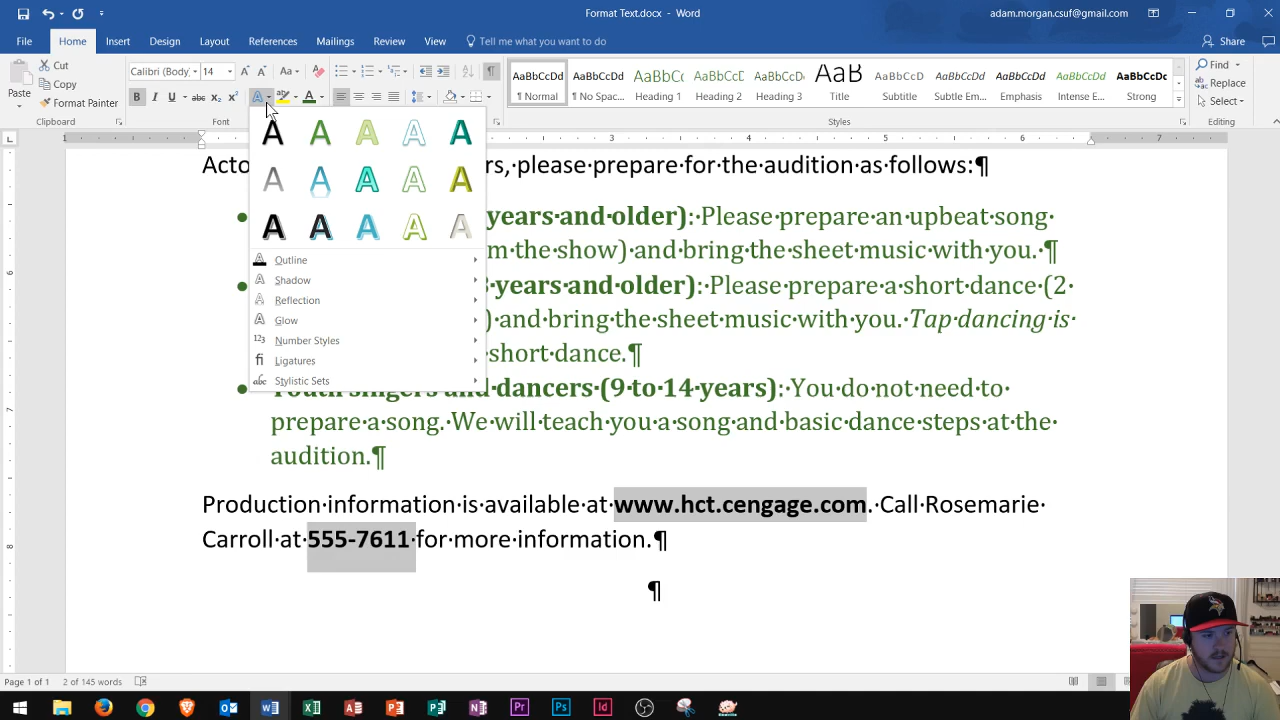 Format Text.docx - Word
adam.morgan.csuf@gmail.com
File Home Insert Design Layout References Mailings Review View Tell me what you want to do Share
Paste Cut Copy Format Painter
Clipboard
Calibri (Body) 14
Font
AaBbCcDd AaBbCcDd AaBbCc AaBbCcD AaBbCcD AaB AaBbCcD AaBbCcDd AaBbCcDd AaBbCcDd AaBbCcDc
¶ Normal ¶ No Spac... Heading 1 Heading 2 Heading 3 Title Subtitle Subtle Em... Emphasis Intense E... Strong
Styles
Find
Replace
Select
Editing
Outline
Shadow
Reflection
Glow
Number Styles
Ligatures
Stylistic Sets
rs,·please·prepare·for·the·audition·as·follows:¶
years·and·older):·Please·prepare·an·upbeat·song·
the·show)·and·bring·the·sheet·music·with·you.·¶
years·and·older):·Please·prepare·a·short·dance·(2·
)·and·bring·the·sheet·music·with·you.·Tap·dancing·is·
short·dance.¶
Youth·singers·and·dancers·(9·to·14·years):·You·do·not·need·to·
prepare·a·song.·We·will·teach·you·a·song·and·basic·dance·steps·at·the·
audition.¶
Production·information·is·available·at·www.hct.cengage.com.·Call·Rosemarie·
Carroll·at·555-7611·for·more·information.¶
¶
Page 1 of 1 2 of 145 words